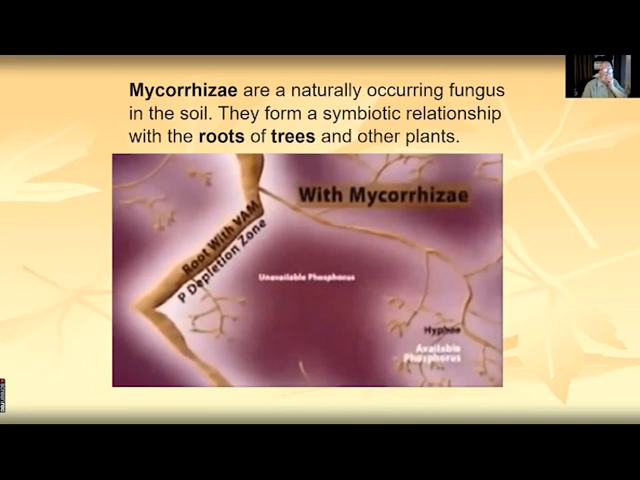 Mycorrhizae are a naturally occurring fungus
in the soil. They form a symbiotic relationship
with the roots of trees and other plants.
With Mycorrhizae
Root With VAM
P Depletion Zone
Unavailable Phosphorus
Hyphae
Available
Phosphorus